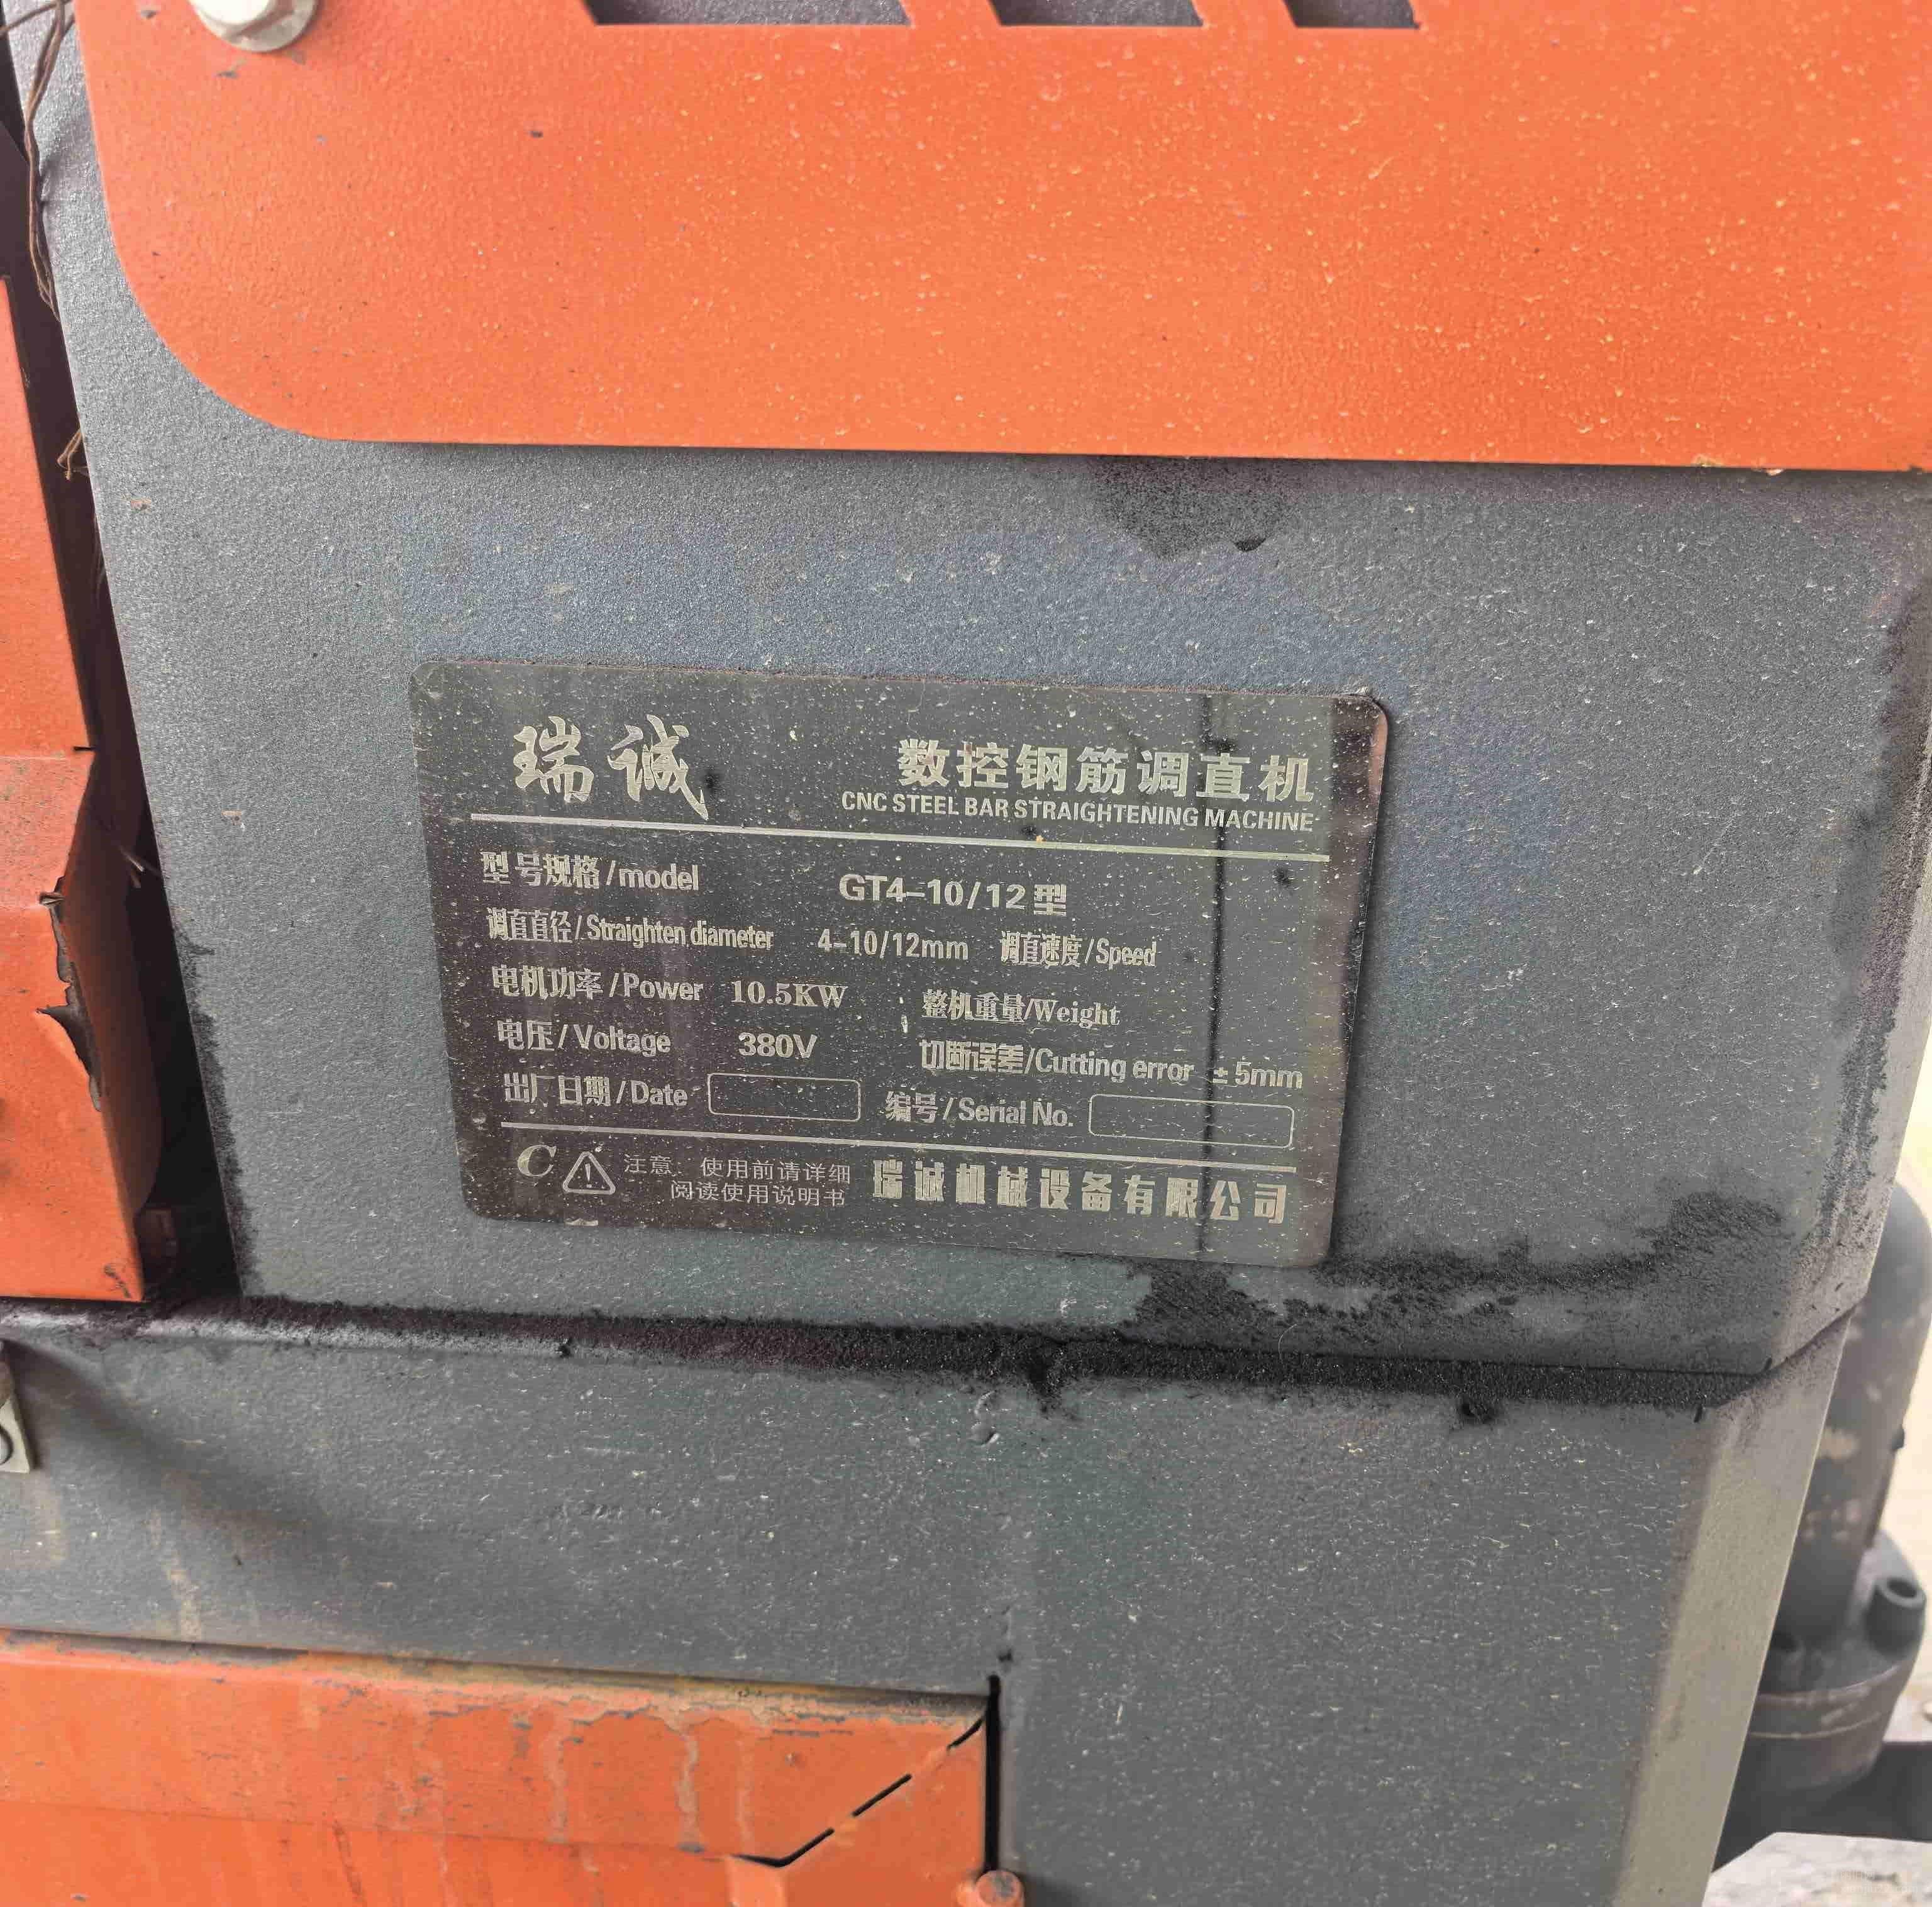 瑞诚
数控钢筋调直机
CNC STEEL BAR STRAIGHTENING MACHINE
型号规格/model GT4-10/12型
调直直径/Straighten diameter 4-10/12mm 调直速度/Speed
电机功率/Power 10.5KW 整机重量/Weight
电压/Voltage 380V 切断误差/Cutting error ±5mm
出厂日期/Date 编号/Serial No.
C 注意：使用前请详细
阅读使用说明书
瑞诚机械设备有限公司